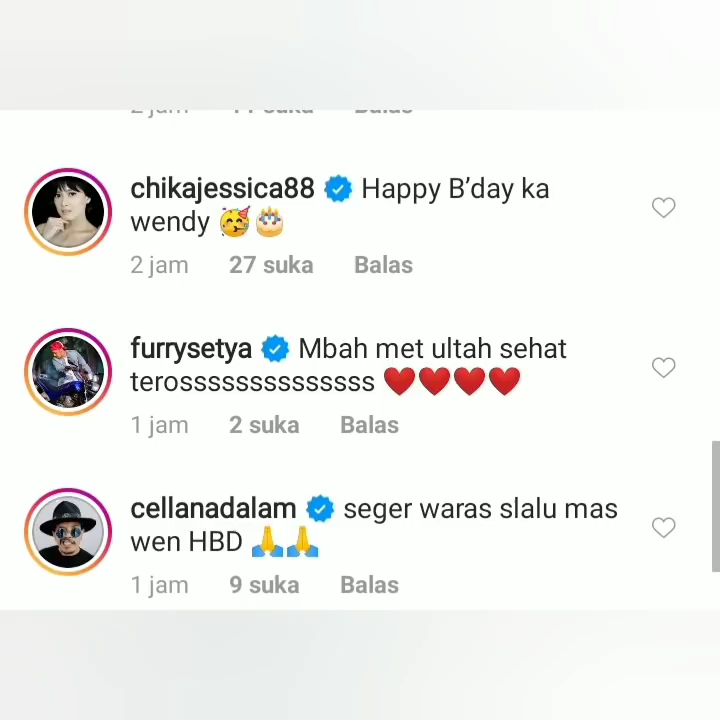 chikajessica88 Happy B’day ka
wendy 🥳🎂
2 jam 27 suka Balas
furrysetya Mbah met ultah sehat
terosssssssssssssss ❤️❤️❤️❤️
1 jam 2 suka Balas
cellanadalam seger waras slalu mas
wen HBD 🙏🙏
1 jam 9 suka Balas